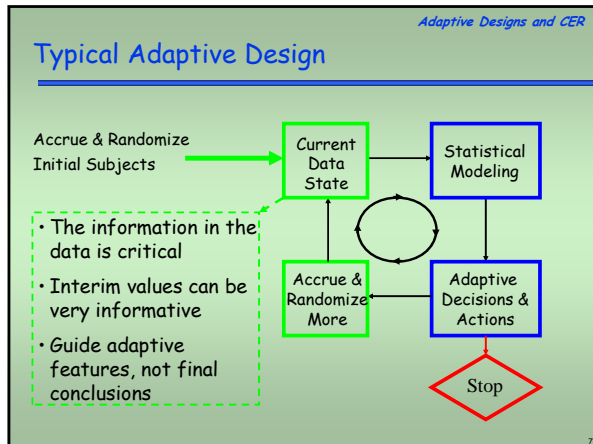 Adaptive Designs and CER
Typical Adaptive Design
Accrue & Randomize
Initial Subjects
Current
Data
State
Statistical
Modeling
• The information in the
data is critical
• Interim values can be
very informative
• Guide adaptive
features, not final
conclusions
Accrue &
Randomize
More
Adaptive
Decisions &
Actions
Stop
7